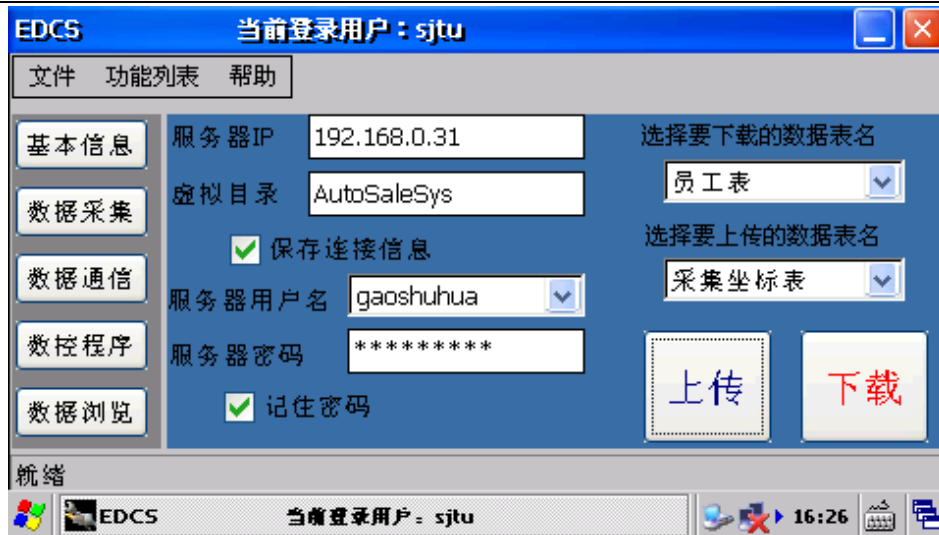 EDCS 当前登录用户：sjtu
文件 功能列表 帮助
基本信息
数据采集
数据通信
数控程序
数据浏览
服务器IP 192.168.0.31
虚拟目录 AutoSaleSys
保存连接信息
服务器用户名 gaoshuhua
服务器密码 *********
记住密码
选择要下载的数据表名
员工表
选择要上传的数据表名
采集坐标表
上传 下载
就绪
EDCS 当前登录用户：sjtu 16:26